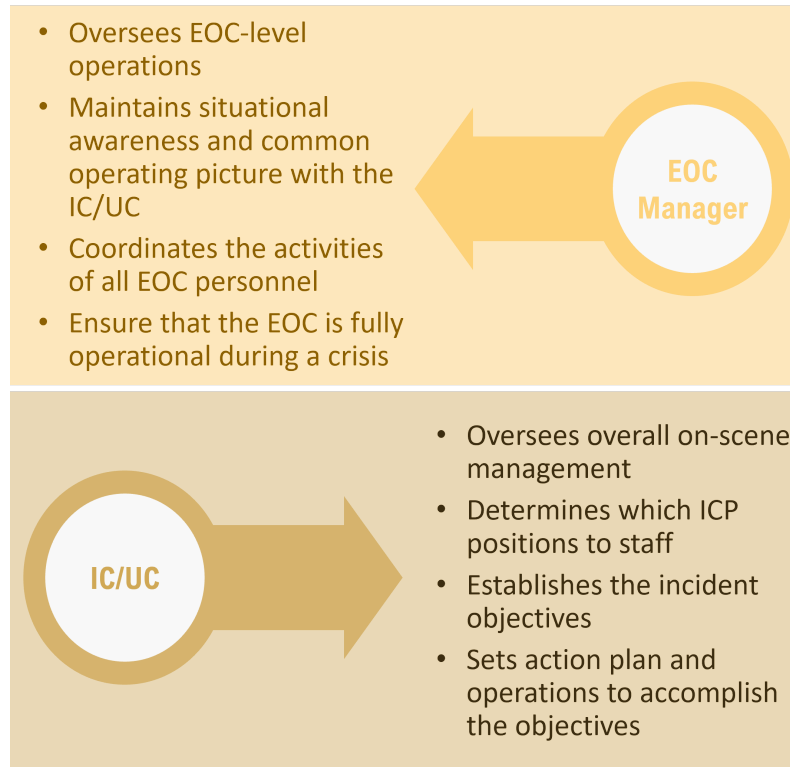 • Oversees EOC-level
operations
• Maintains situational
awareness and common
operating picture with the
IC/UC
• Coordinates the activities
of all EOC personnel
• Ensure that the EOC is fully
operational during a crisis
EOC
Manager
IC/UC
• Oversees overall on-scene
management
• Determines which ICP
positions to staff
• Establishes the incident
objectives
• Sets action plan and
operations to accomplish
the objectives